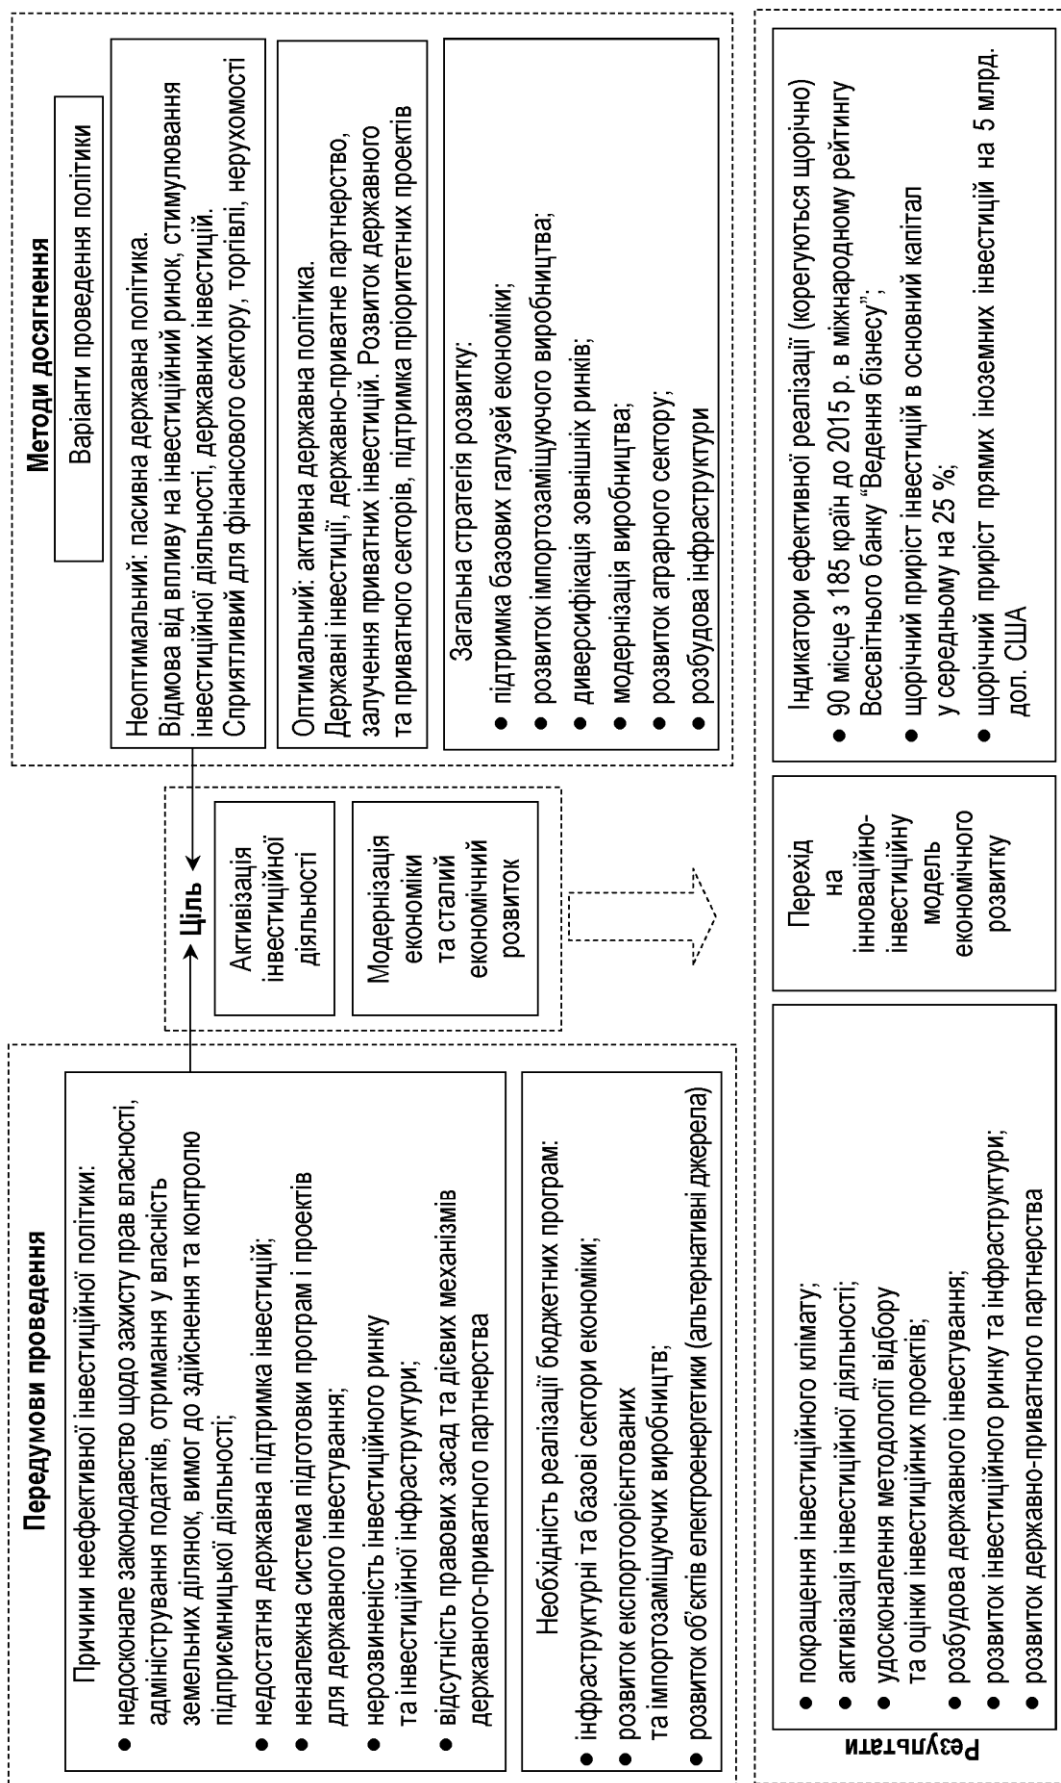 Передумови проведення
Причини неефективної інвестиційної політики:
● недосконале законодавство щодо захисту прав власності,
адміністрування податків, отримання у власність
земельних ділянок, вимог до здійснення та контролю
підприємницької діяльності;
● недостатня державна підтримка інвестицій;
● неналежна система підготовки програм і проектів
для державного інвестування;
● нерозвиненість інвестиційного ринку
та інвестиційної інфраструктури;
● відсутність правових засад та дієвих механізмів
державного-приватного партнерства
Необхідність реалізації бюджетних програм:
● інфраструктурні та базові сектори економіки;
● розвиток експортоорієнтованих
та імпортозаміщуючих виробництв;
● розвиток об’єктів електроенергетики (альтернативні джерела)
Ціль
Активізація
інвестиційної
діяльності
Модернізація
економіки
та сталий
економічний
розвиток
Методи досягнення
Варіанти проведення політики
Неоптимальний: пасивна державна політика.
Відмова від впливу на інвестиційний ринок, стимулювання
інвестиційної діяльності, державних інвестицій.
Сприятливий для фінансового сектору, торгівлі, нерухомості
Оптимальний: активна державна політика.
Державні інвестиції, державно-приватне партнерство,
залучення приватних інвестицій. Розвиток державного
та приватного секторів, підтримка пріоритетних проектів
Загальна стратегія розвитку:
● підтримка базових галузей економіки;
● розвиток імпортозаміщуючого виробництва;
● диверсифікація зовнішніх ринків;
● модернізація виробництва;
● розвиток аграрного сектору;
● розбудова інфраструктури
Результати
● покращення інвестиційного клімату;
● активізація інвестиційної діяльності;
● удосконалення методології відбору
та оцінки інвестиційних проектів;
● розбудова державного інвестування;
● розвиток інвестиційного ринку та інфраструктури;
● розвиток державно-приватного партнерства
Перехід
на
інноваційно-
інвестиційну
модель
економічного
розвитку
Індикатори ефективної реалізації (корегуються щорічно)
● 90 місце з 185 країн до 2015 р. в міжнародному рейтингу
Всесвітнього банку “Ведення бізнесу”;
● щорічний приріст інвестицій в основний капітал
у середньому на 25 %;
● щорічний приріст прямих іноземних інвестицій на 5 млрд.
дол. США